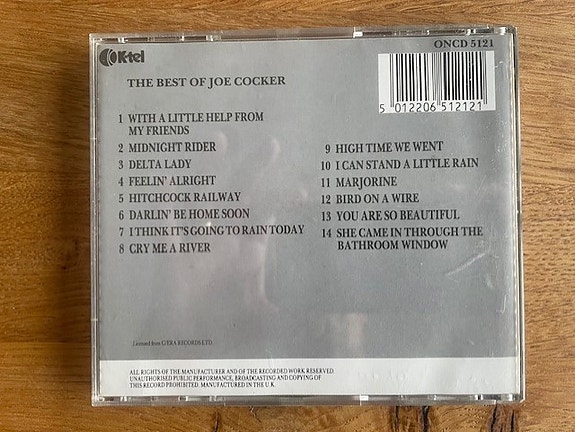 K-tel
ONCD 5121
THE BEST OF JOE COCKER
5 012206 512121
1 WITH A LITTLE HELP FROM
MY FRIENDS
2 MIDNIGHT RIDER
3 DELTA LADY
4 FEELIN' ALRIGHT
5 HITCHCOCK RAILWAY
6 DARLIN' BE HOME SOON
7 I THINK IT'S GOING TO RAIN TODAY
8 CRY ME A RIVER
9 HIGH TIME WE WENT
10 I CAN STAND A LITTLE RAIN
11 MARJORINE
12 BIRD ON A WIRE
13 YOU ARE SO BEAUTIFUL
14 SHE CAME IN THROUGH THE
BATHROOM WINDOW
Licensed from RECORDS LTD.
ALL RIGHTS OF THE MANUFACTURER AND OF THE RECORDED WORK RESERVED.
UNAUTHORISED PUBLIC PERFORMANCE, BROADCASTING AND COPYING OF
THIS RECORD PROHIBITED. MANUFACTURED IN THE U.K.